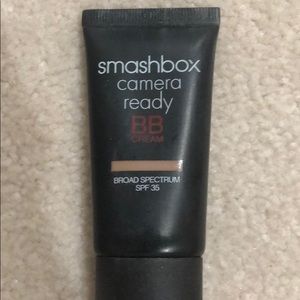 smashbox
camera
ready
BB
CREAM
BROAD SPECTRUM
SPF 35